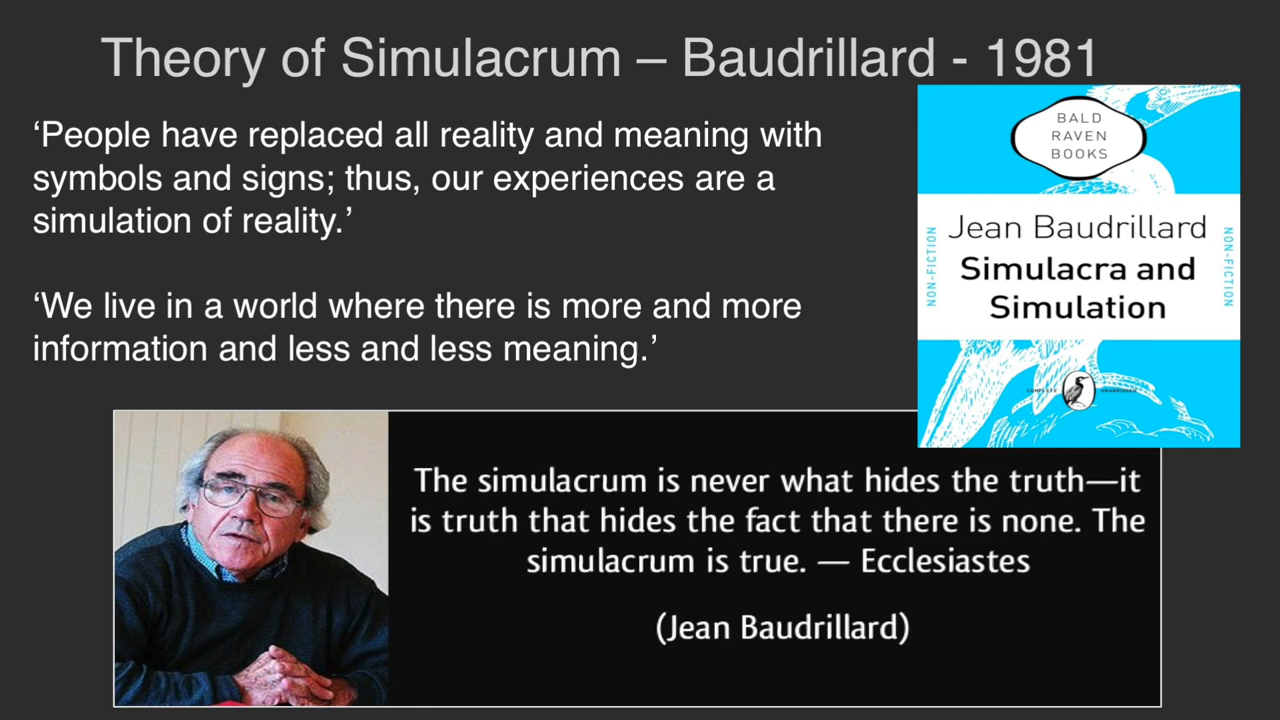 Theory of Simulacrum – Baudrillard - 1981
‘People have replaced all reality and meaning with
symbols and signs; thus, our experiences are a
simulation of reality.’
‘We live in a world where there is more and more
information and less and less meaning.’
BALD
RAVEN
BOOKS
NON-FICTION
Jean Baudrillard
Simulacra and
Simulation
NON-FICTION
COMPLETE
UNABRIDGED
The simulacrum is never what hides the truth—it
is truth that hides the fact that there is none. The
simulacrum is true. — Ecclesiastes
(Jean Baudrillard)